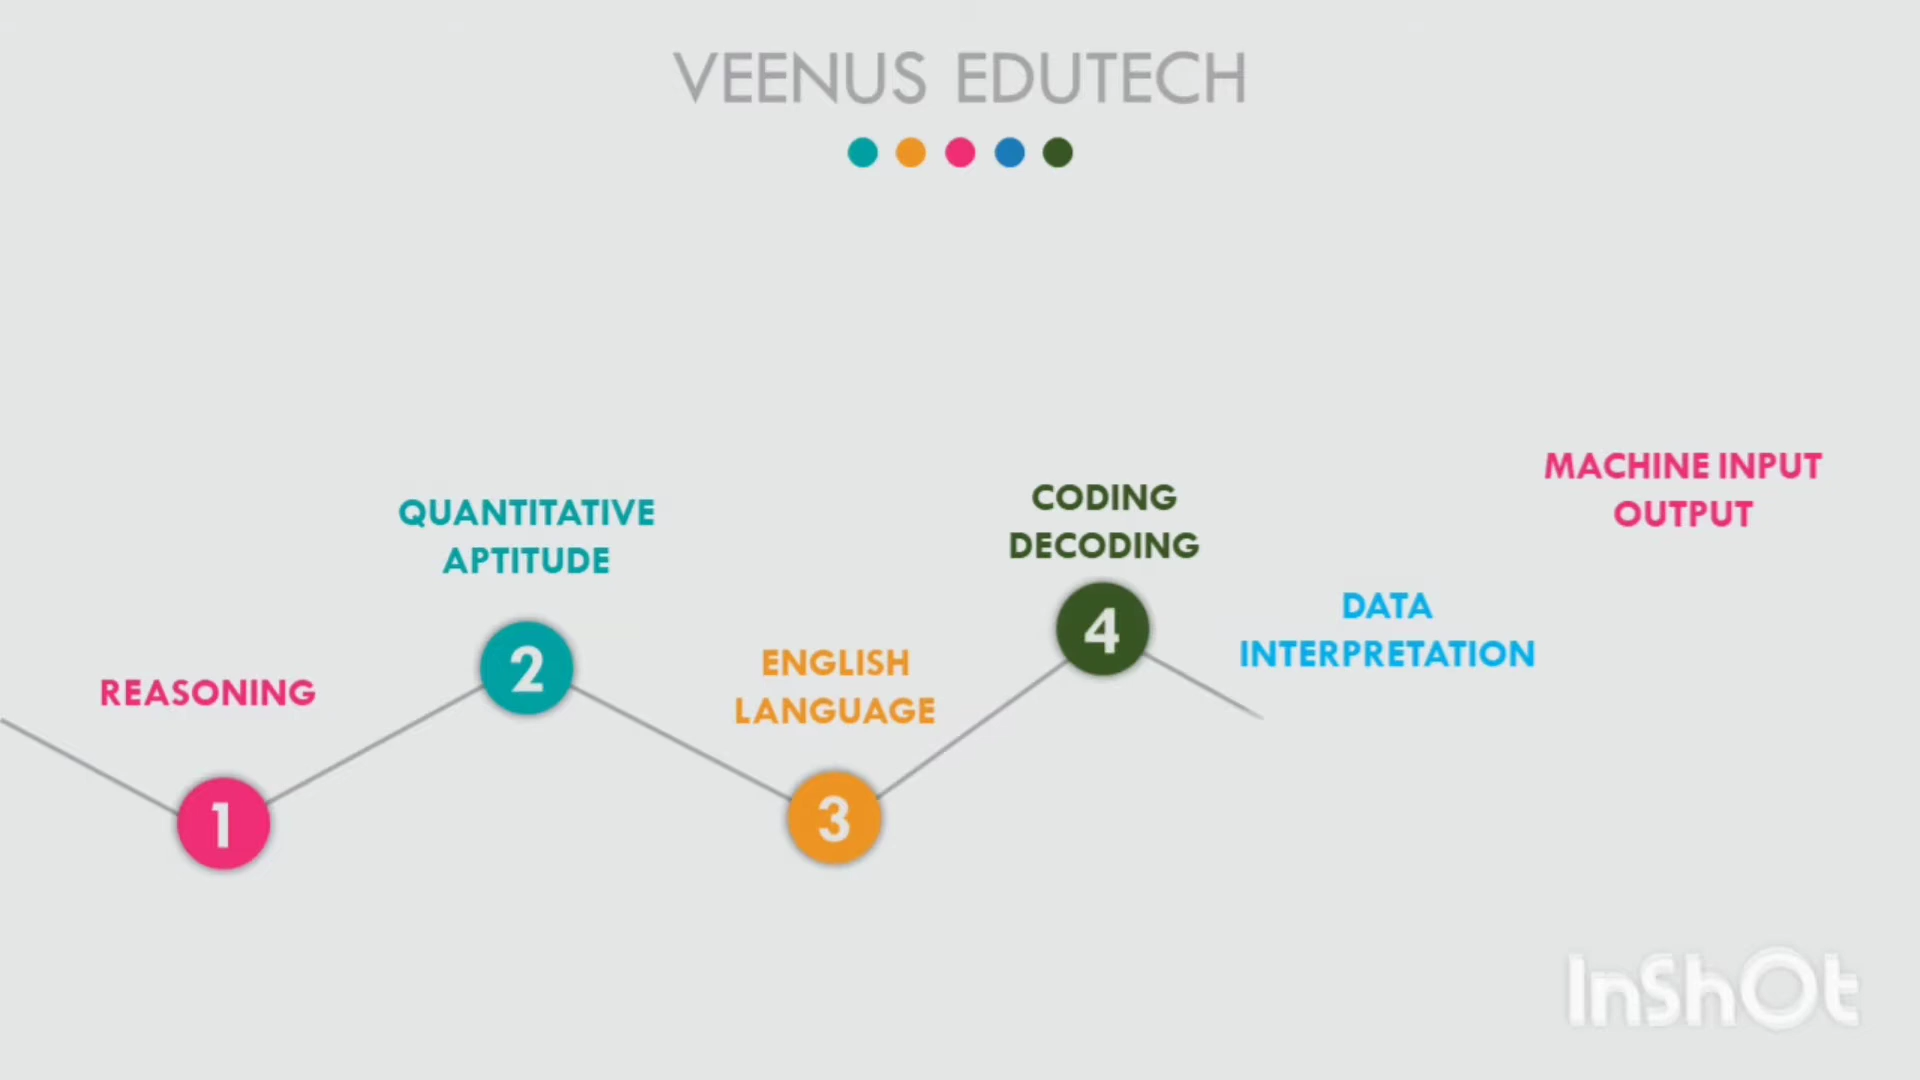 VEENUS EDUTECH
REASONING
1
QUANTITATIVE
APTITUDE
2
ENGLISH
LANGUAGE
3
CODING
DECODING
4
DATA
INTERPRETATION
MACHINE INPUT
OUTPUT
InShOt